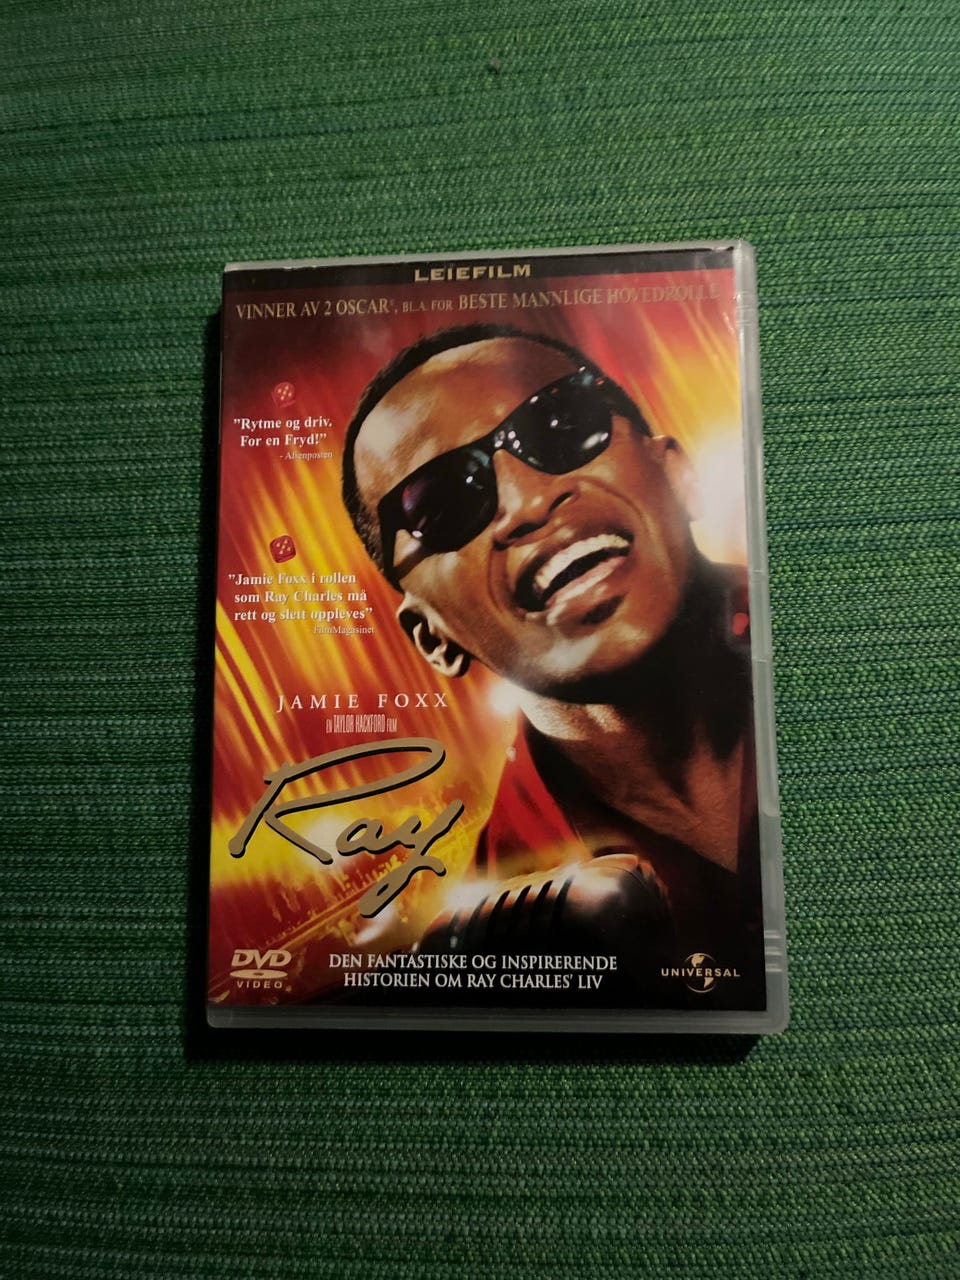 LEIEFILM
VINNER AV 2 OSCAR®, BL.A. FOR BESTE MANNLIGE HOVEDROLLE
”Rytme og driv.
For en Fryd!”
- Aftenposten
”Jamie Foxx i rollen
som Ray Charles må
rett og slett oppleves”
-FilmMagasinet
JAMIE FOXX
EN TAYLOR HACKFORD FILM
Ray
DVD
VIDEO
DEN FANTASTISKE OG INSPIRERENDE
HISTORIEN OM RAY CHARLES' LIV
UNIVERSAL